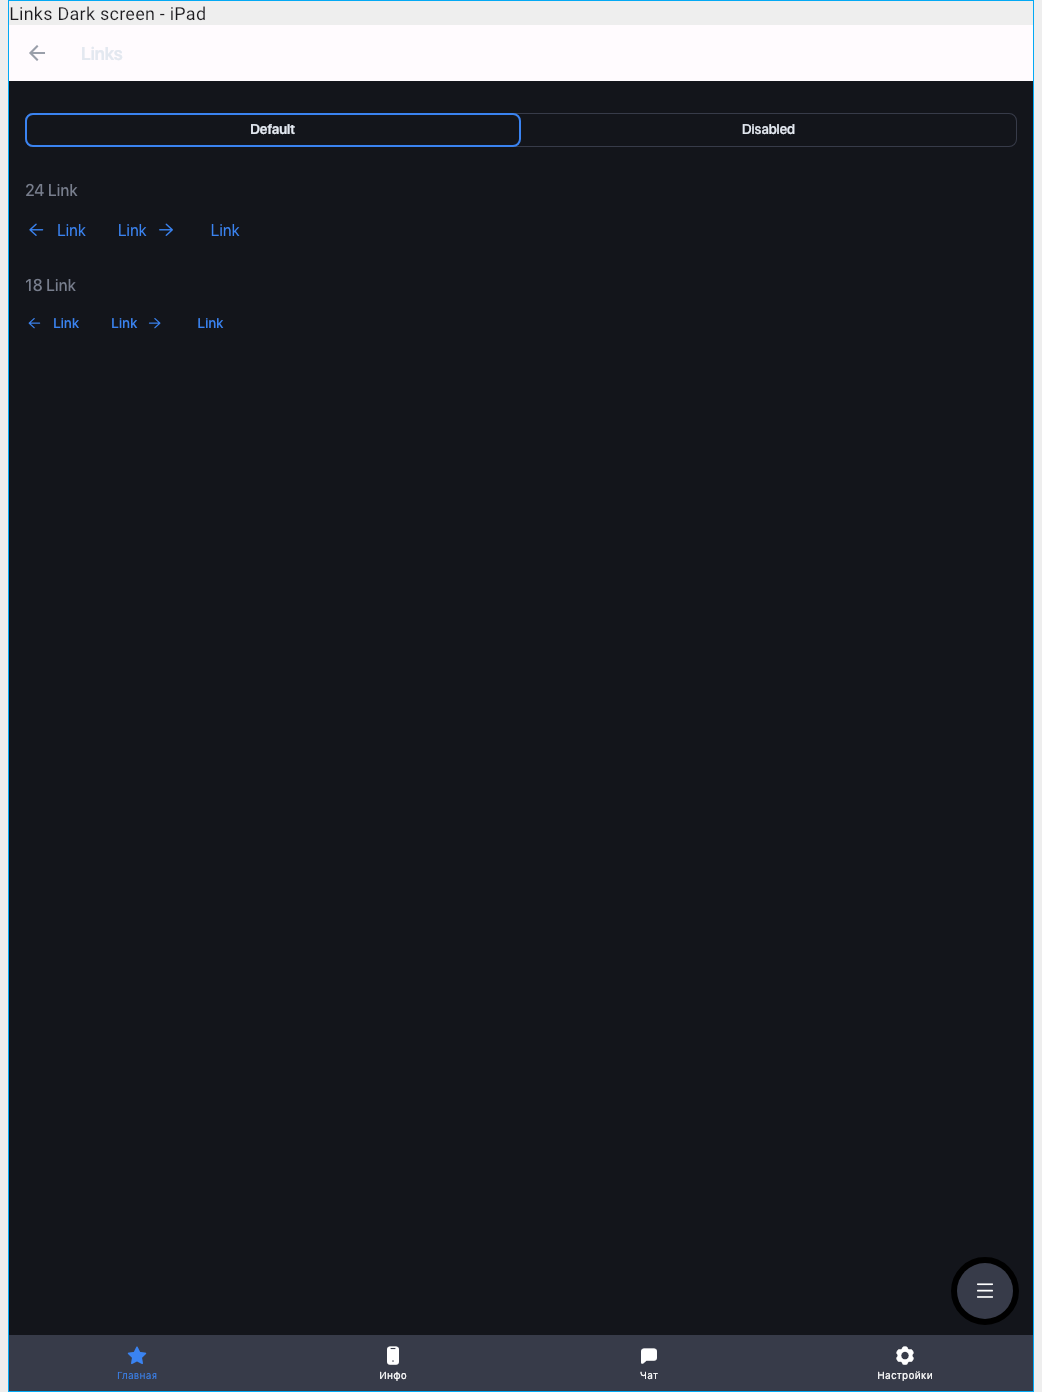 Links Dark screen - iPad
Links
Default Disabled
24 Link
Link Link Link
18 Link
Link Link Link
Главная Инфо Чат Настройки